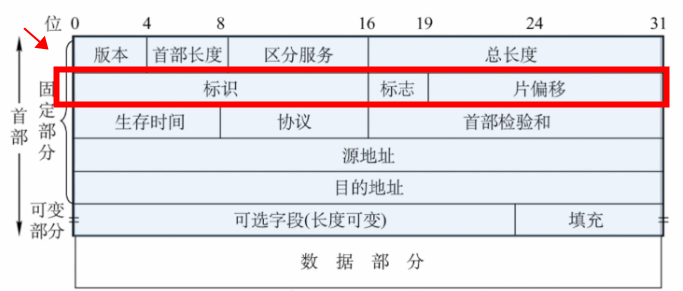 位 0 4 8 16 19 24 31
版本 首部长度 区分服务 总长度
标识 标志 片偏移
生存时间 协议 首部检验和
源地址
目的地址
可选字段(长度可变) 填充
数据部分
首部
固定部分
可变
部分